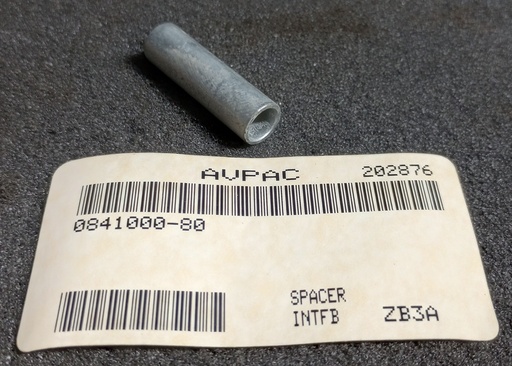 AVPAC 202876
0841000-80
SPACER
INTFB ZB3A